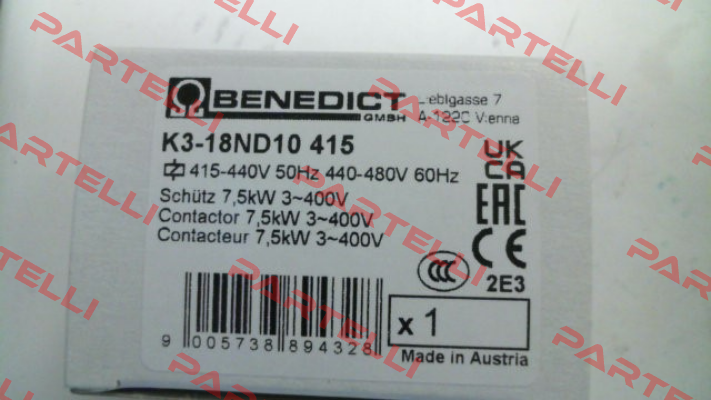 BENEDICT
GMBH
7
K3-18ND10 415
415-440V 50Hz 440-480V 60Hz
Schütz 7,5kW 3~400V
Contactor 7,5kW 3~400V
Contacteur 7,5kW 3~400V
UK
CA
EAC
CE
CCC
2E3
x 1
9 005738 894328
Made in Austria
PARTELLI
PARTELLI
PARTELLI
PARTELLI
PARTELLI
PARTELLI
PARTELLI